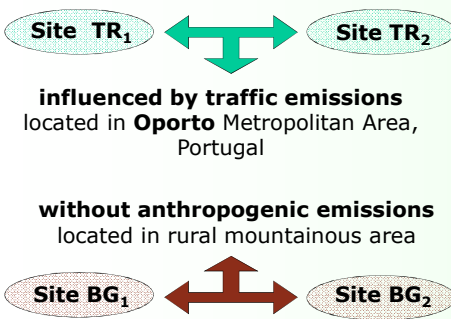 Site TR1 Site TR2
influenced by traffic emissions
located in Oporto Metropolitan Area,
Portugal
without anthropogenic emissions
located in rural mountainous area
Site BG1 Site BG2